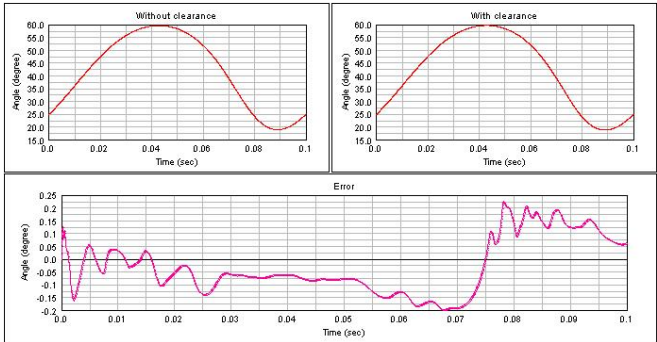 Without clearance
60.0
55.0
50.0
45.0
40.0
35.0
30.0
25.0
20.0
15.0
Angle (degree)
0.0 0.02 0.04 0.06 0.08 0.1
Time (sec)
With clearance
60.0
55.0
50.0
45.0
40.0
35.0
30.0
25.0
20.0
15.0
Angle (degree)
0.0 0.02 0.04 0.06 0.08 0.1
Time (sec)
Error
0.25
0.2
0.15
0.1
0.05
0.0
-0.05
-0.1
-0.15
-0.2
Angle (degree)
0.0 0.01 0.02 0.03 0.04 0.05 0.06 0.07 0.08 0.09 0.1
Time (sec)